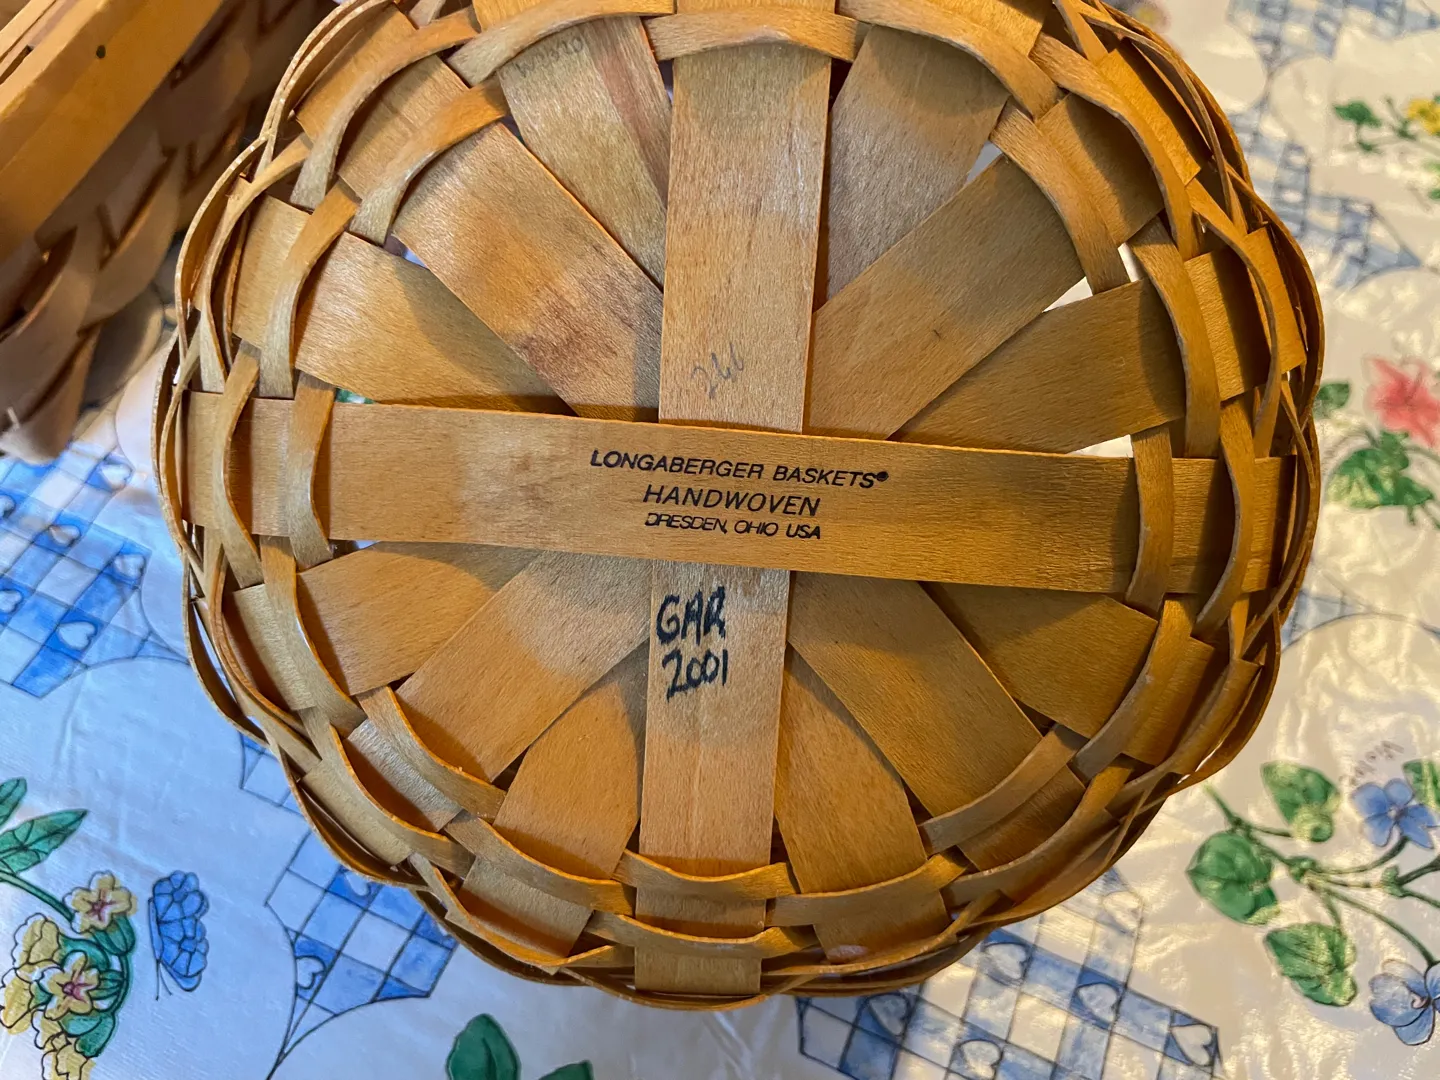 LONGABERGER BASKETS®
HANDWOVEN
DRESDEN, OHIO USA
GAR
2001